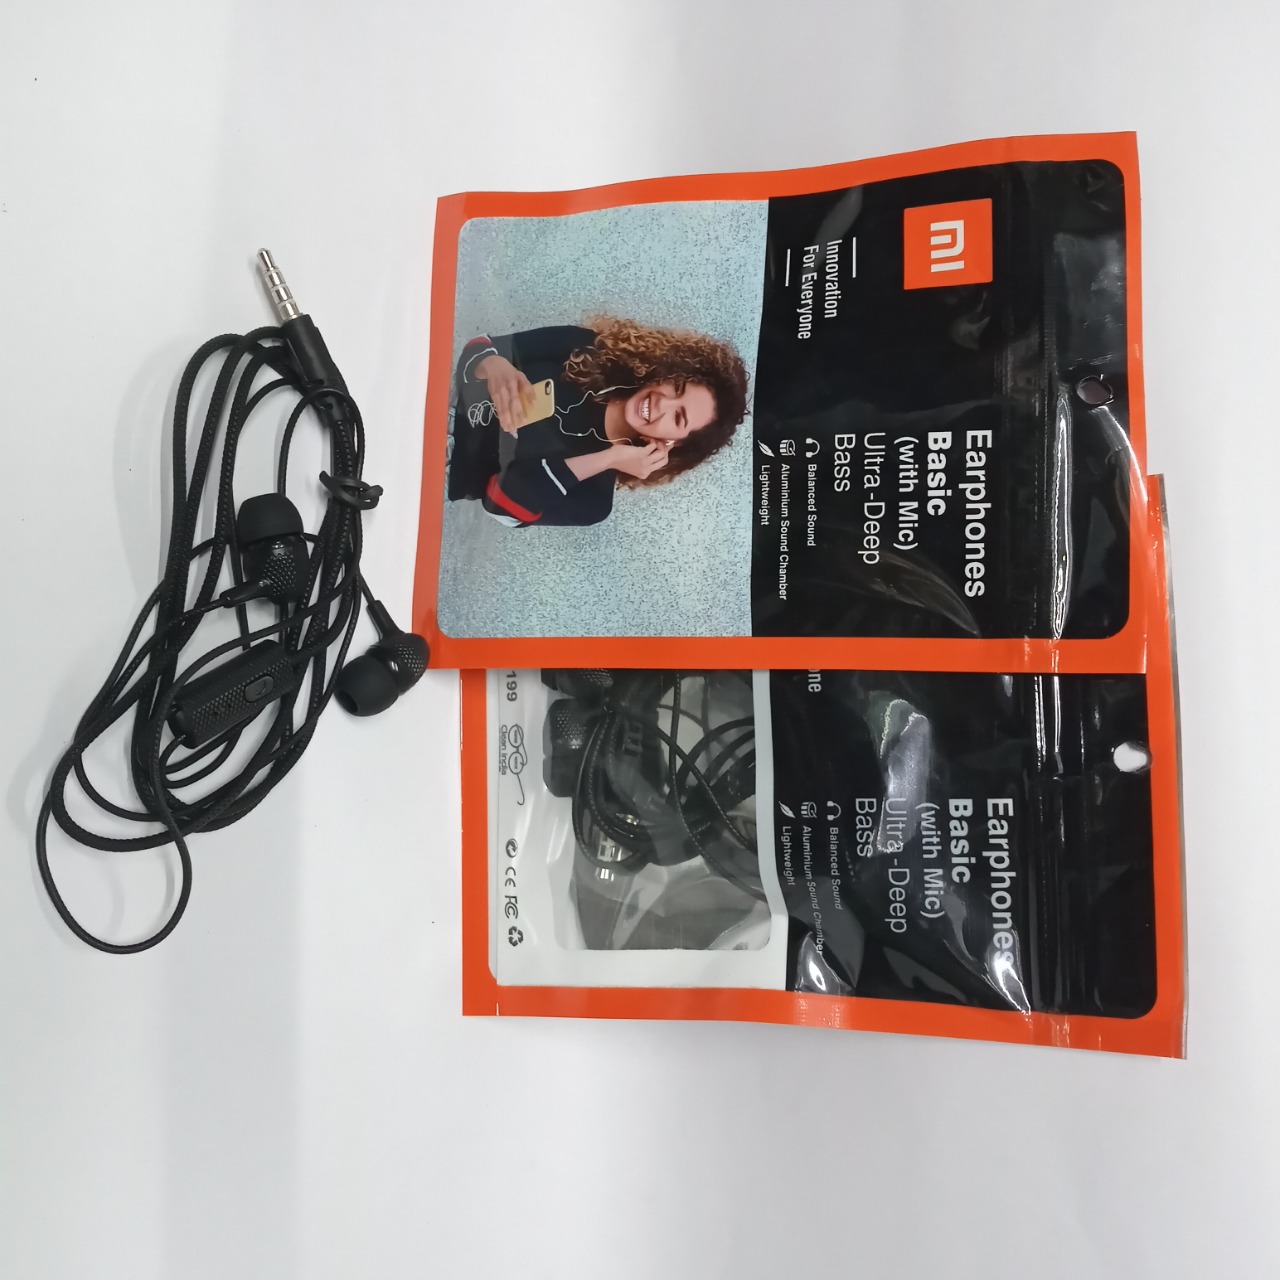 mi
Earphones
Basic
(with Mic)
Ultra-Deep
Bass
Innovation
For Everyone
Balanced Sound
Aluminium Sound Chamber
Lightweight
Earphones
Basic
(with Mic)
Ultra-Deep
Bass
one
Balanced Sound
Aluminium Sound Chamber
Lightweight
199
Clean India
CE FC